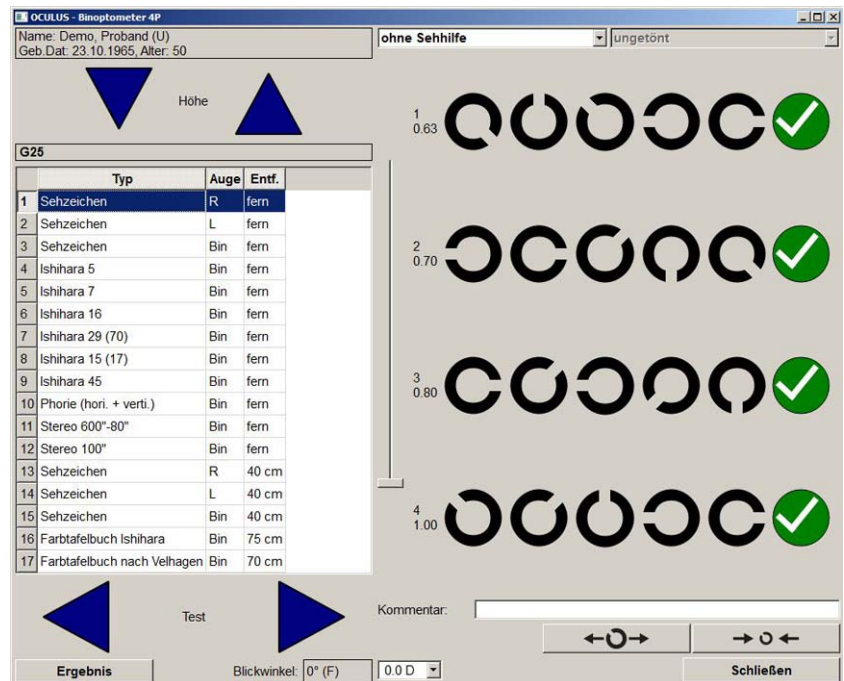 OCULUS - Binoptometer 4P
Name: Demo, Proband (U)
Geb.Dat: 23.10.1965, Alter: 50
ohne Sehhilfe
ungetönt
Höhe
G25
Typ Auge Entf.
1 Sehzeichen R fern
2 Sehzeichen L fern
3 Sehzeichen Bin fern
4 Ishihara 5 Bin fern
5 Ishihara 7 Bin fern
6 Ishihara 16 Bin fern
7 Ishihara 29 (70) Bin fern
8 Ishihara 15 (17) Bin fern
9 Ishihara 45 Bin fern
10 Phorie (hori. + verti.) Bin fern
11 Stereo 600"-80" Bin fern
12 Stereo 100" Bin fern
13 Sehzeichen R 40 cm
14 Sehzeichen L 40 cm
15 Sehzeichen Bin 40 cm
16 Farbtafelbuch Ishihara Bin 75 cm
17 Farbtafelbuch nach Velhagen Bin 70 cm
1
0.63
2
0.70
3
0.80
4
1.00
Test
Kommentar:
Ergebnis
Blickwinkel: 0° (F)
0.0 D
Schließen